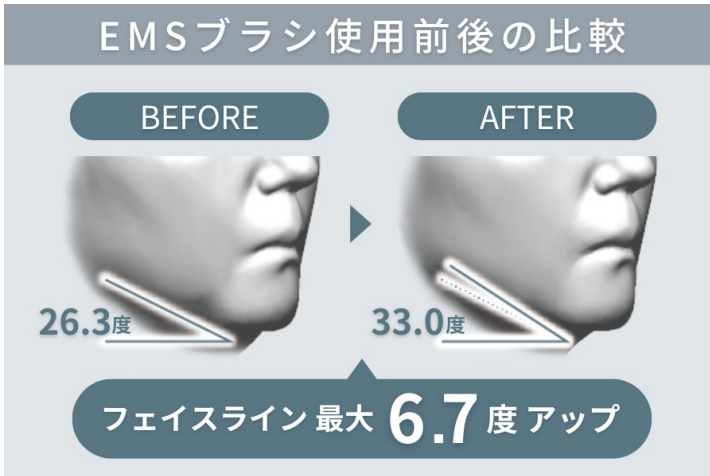 EMSブラシ使用前後の比較
BEFORE
AFTER
26.3度
33.0度
フェイスライン 最大 6.7度 アップ